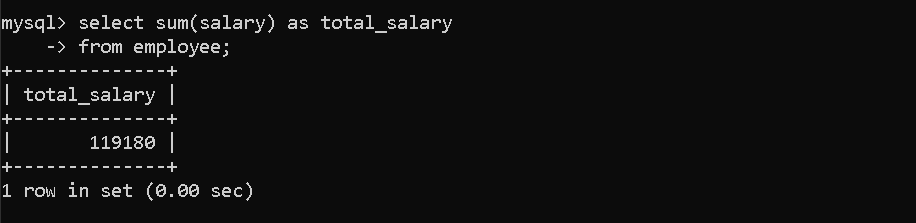 mysql> select sum(salary) as total_salary
    -> from employee;
+--------------+
| total_salary |
+--------------+
|       119180 |
+--------------+
1 row in set (0.00 sec)